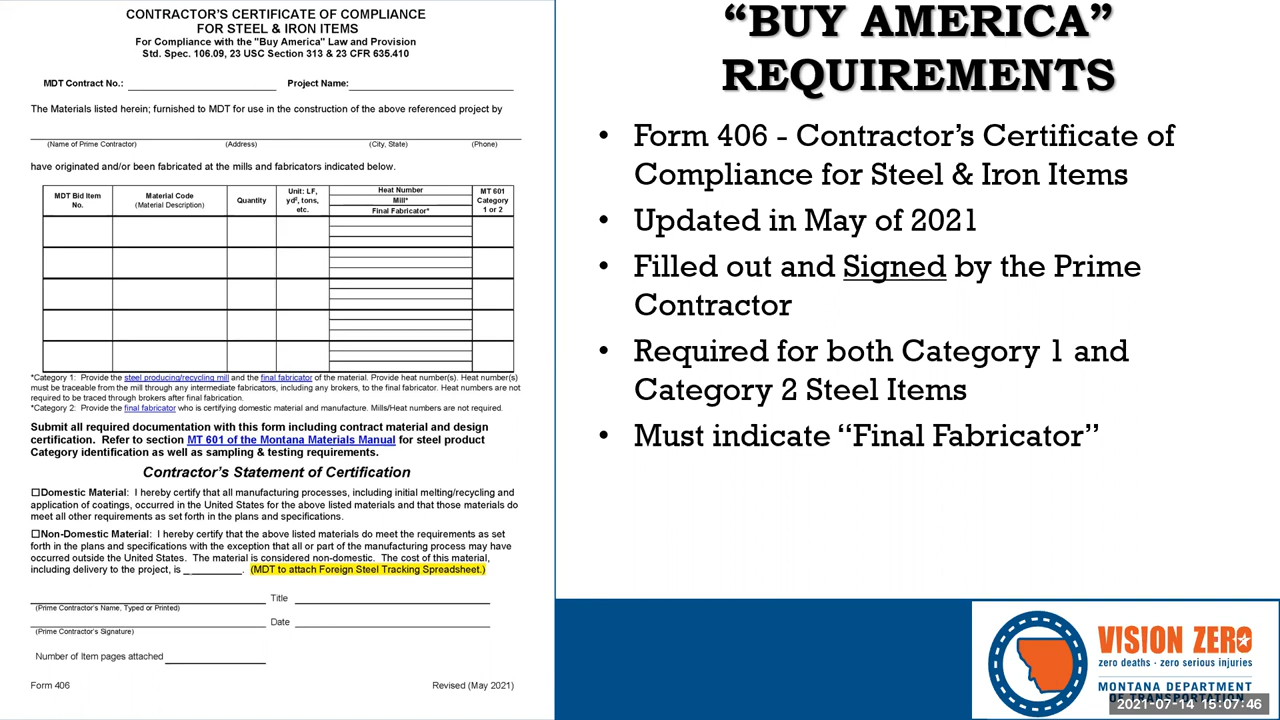 CONTRACTOR'S CERTIFICATE OF COMPLIANCE
FOR STEEL & IRON ITEMS
For Compliance with the "Buy America" Law and Provision
Std. Spec. 106.09, 23 USC Section 313 & 23 CFR 635.410
MDT Contract No.: Project Name:
The Materials listed herein; furnished to MDT for use in the construction of the above referenced project by
(Name of Prime Contractor) (Address) (City, State) (Phone)
have originated and/or been fabricated at the mills and fabricators indicated below.
MDT Bid Item
No.
Material Code
(Material Description)
Quantity
Unit: LF,
yd², tons,
etc.
Heat Number
Mill*
Final Fabricator*
MT 601
Category
1 or 2
*Category 1: Provide the steel producing/recycling mill and the final fabricator of the material. Provide heat number(s). Heat number(s)
must be traceable from the mill through any intermediate fabricators, including any brokers, to the final fabricator. Heat numbers are not
required to be traced through brokers after final fabrication.
*Category 2: Provide the final fabricator who is certifying domestic material and manufacture. Mills/Heat numbers are not required.
Submit all required documentation with this form including contract material and design
certification. Refer to section MT 601 of the Montana Materials Manual for steel product
Category identification as well as sampling & testing requirements.
Contractor's Statement of Certification
☐Domestic Material: I hereby certify that all manufacturing processes, including initial melting/recycling and
application of coatings, occurred in the United States for the above listed materials and that those materials do
meet all other requirements as set forth in the plans and specifications.
☐Non-Domestic Material: I hereby certify that the above listed materials do meet the requirements as set
forth in the plans and specifications with the exception that all or part of the manufacturing process may have
occurred outside the United States. The material is considered non-domestic. The cost of this material,
including delivery to the project, is __________. (MDT to attach Foreign Steel Tracking Spreadsheet.)
Title
(Prime Contractor's Name, Typed or Printed)
Date
(Prime Contractor's Signature)
Number of Item pages attached
Form 406 Revised (May 2021)
“BUY AMERICA”
REQUIREMENTS
• Form 406 - Contractor’s Certificate of
Compliance for Steel & Iron Items
• Updated in May of 2021
• Filled out and Signed by the Prime
Contractor
• Required for both Category 1 and
Category 2 Steel Items
• Must indicate “Final Fabricator”
VISION ZERO
zero deaths · zero serious injuries
MONTANA DEPARTMENT
OF TRANSPORTATION
2021-07-14 15:07:46